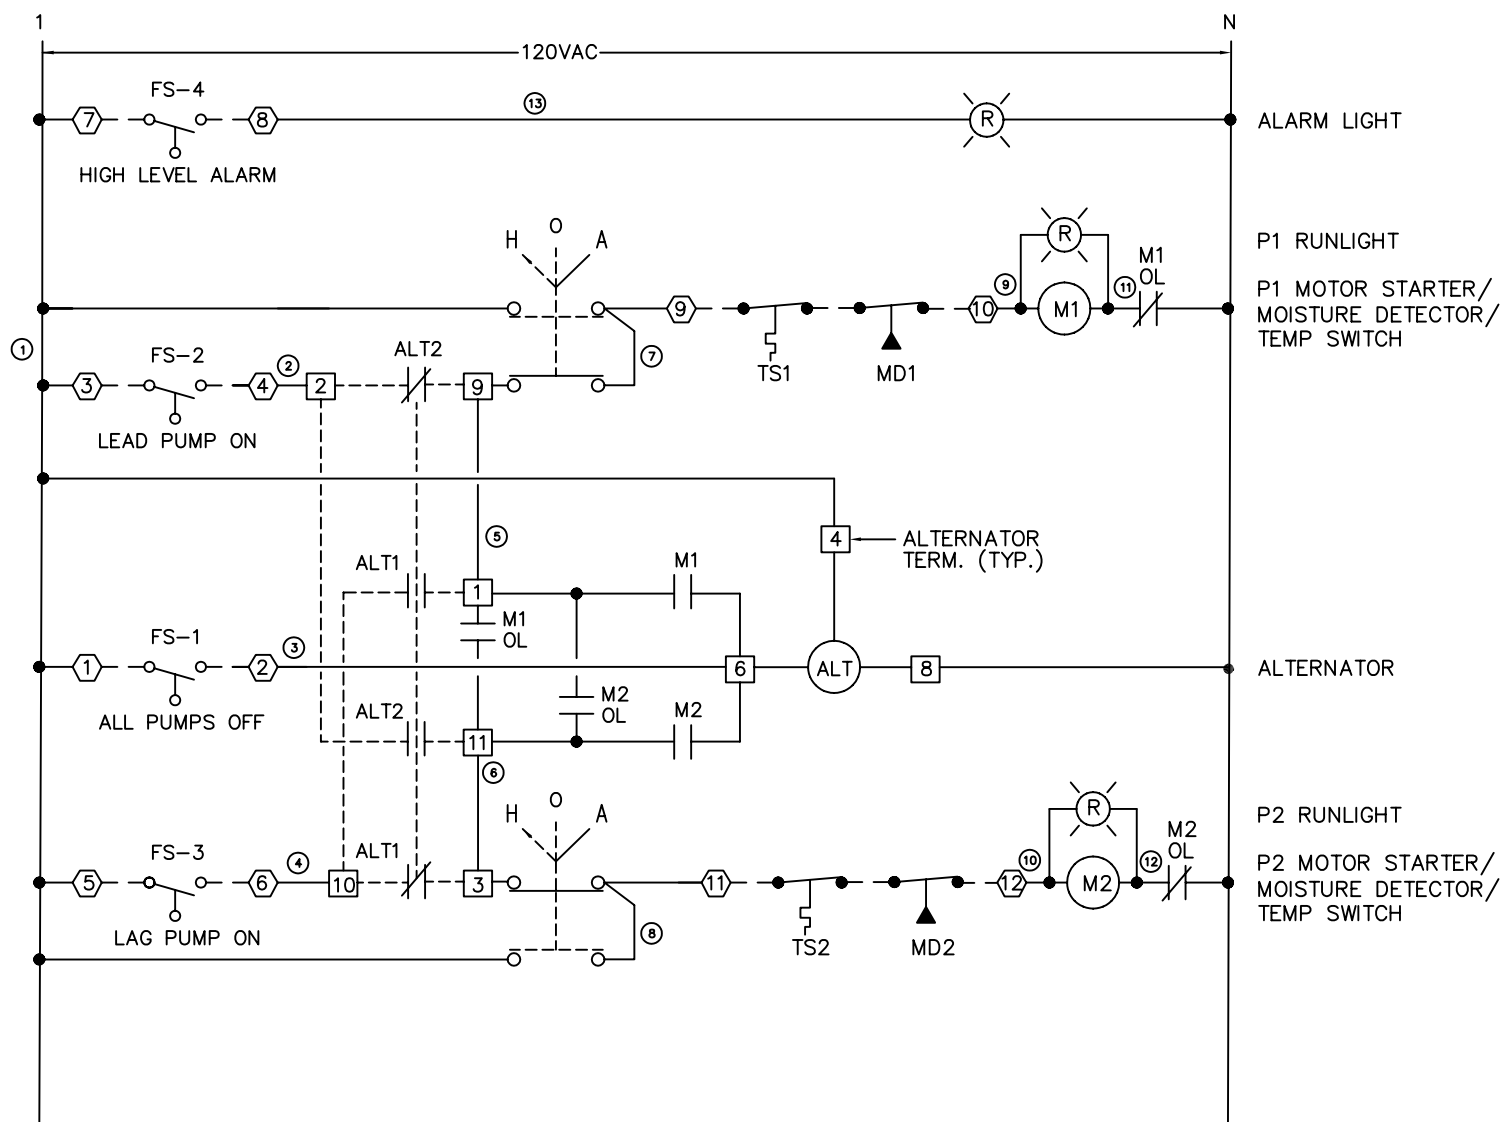 1
N
120VAC
FS-4
13
7
8
R
ALARM LIGHT
HIGH LEVEL ALARM
H
O
A
R
P1 RUNLIGHT
M1
OL
9
11
P1 MOTOR STARTER/
MOISTURE DETECTOR/
TEMP SWITCH
9
10
M1
1
FS-2
2
ALT2
7
TS1
MD1
3
4
2
9
LEAD PUMP ON
5
4
ALTERNATOR
TERM. (TYP.)
ALT1
M1
1
M1
OL
FS-1
3
1
2
6
ALT
8
ALTERNATOR
M2
OL
ALL PUMPS OFF
ALT2
M2
11
6
H
O
A
R
P2 RUNLIGHT
M2
OL
FS-3
4
ALT1
10
12
P2 MOTOR STARTER/
MOISTURE DETECTOR/
TEMP SWITCH
5
6
10
3
11
12
M2
LAG PUMP ON
8
TS2
MD2